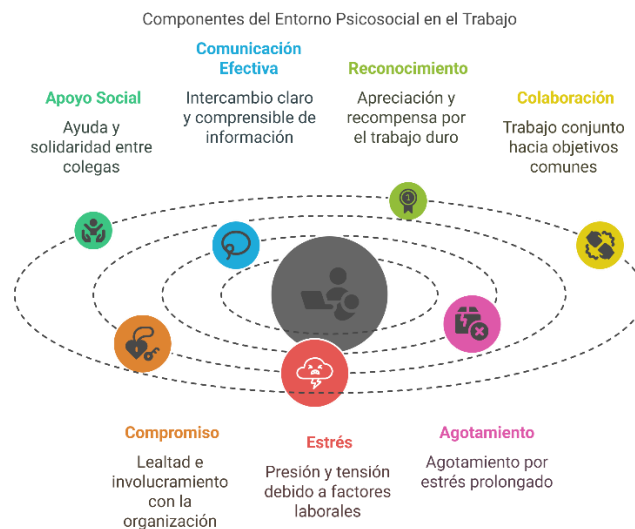 Componentes del Entorno Psicosocial en el Trabajo
Comunicación
Efectiva
Intercambio claro
y comprensible de
información
Reconocimiento
Apreciación y
recompensa por
el trabajo duro
Apoyo Social
Ayuda y
solidaridad entre
colegas
Colaboración
Trabajo conjunto
hacia objetivos
comunes
1
Compromiso
Lealtad e
involucramiento
con la
organización
Estrés
Presión y tensión
debido a factores
laborales
Agotamiento
Agotamiento por
estrés prolongado